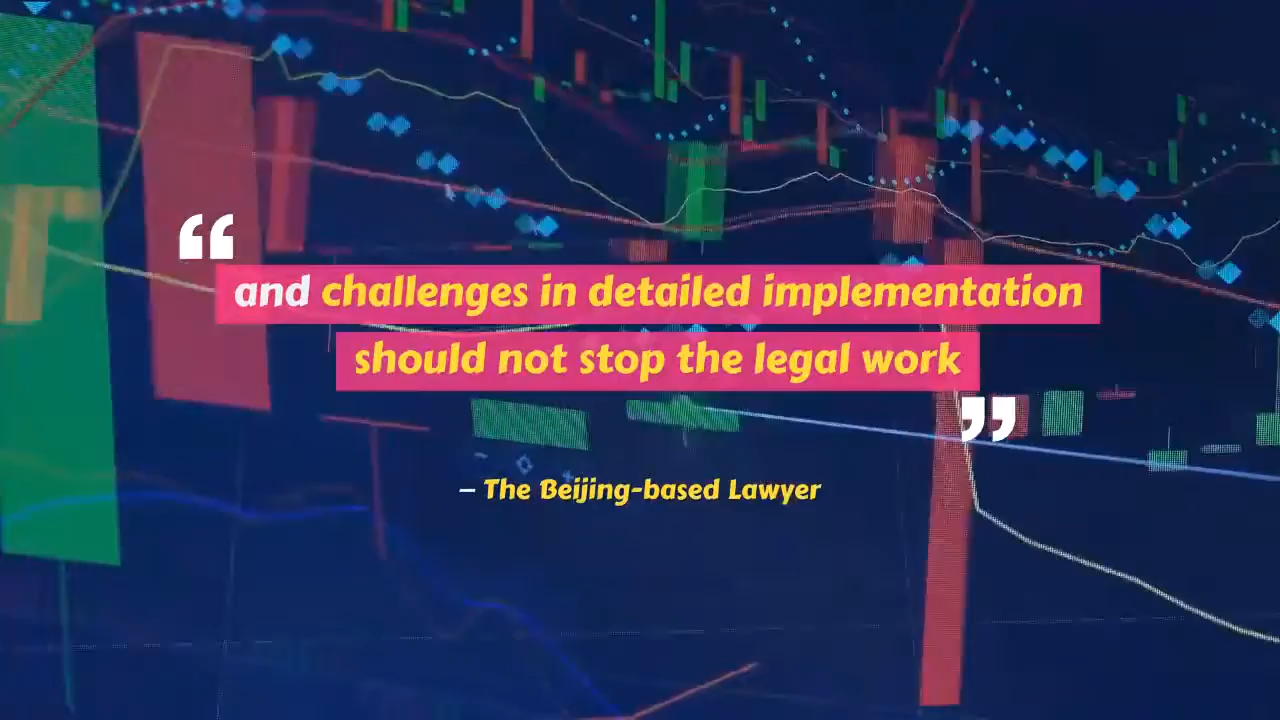 “
and challenges in detailed implementation
should not stop the legal work
”
– The Beijing-based Lawyer